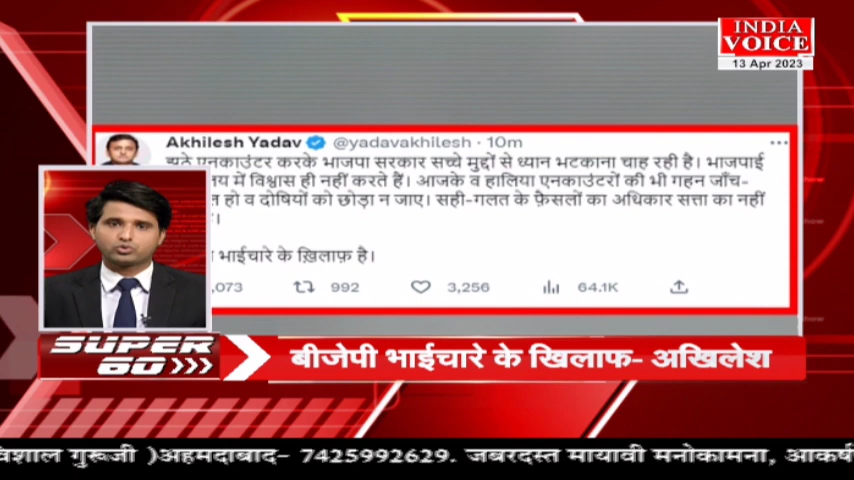 INDIA
VOICE
13 Apr 2023
Akhilesh Yadav @yadavakhilesh · 10m
झूठे एनकाउंटर करके भाजपा सरकार सच्चे मुद्दों से ध्यान भटकाना चाह रही है। भाजपाई
में विश्वास ही नहीं करते हैं। आजके व हालिया एनकाउंटरों की भी गहन जाँच-
हो व दोषियों को छोड़ा न जाए। सही-गलत के फ़ैसलों का अधिकार सत्ता का नहीं
भाईचारे के ख़िलाफ़ है।
,073 992 3,256 64.1K
SUPER
60
बीजेपी भाईचारे के खिलाफ- अखिलेश
विशाल गुरूजी )अहमदाबाद- 7425992629. जबरदस्त मायावी मनोकामना, आकर्ष